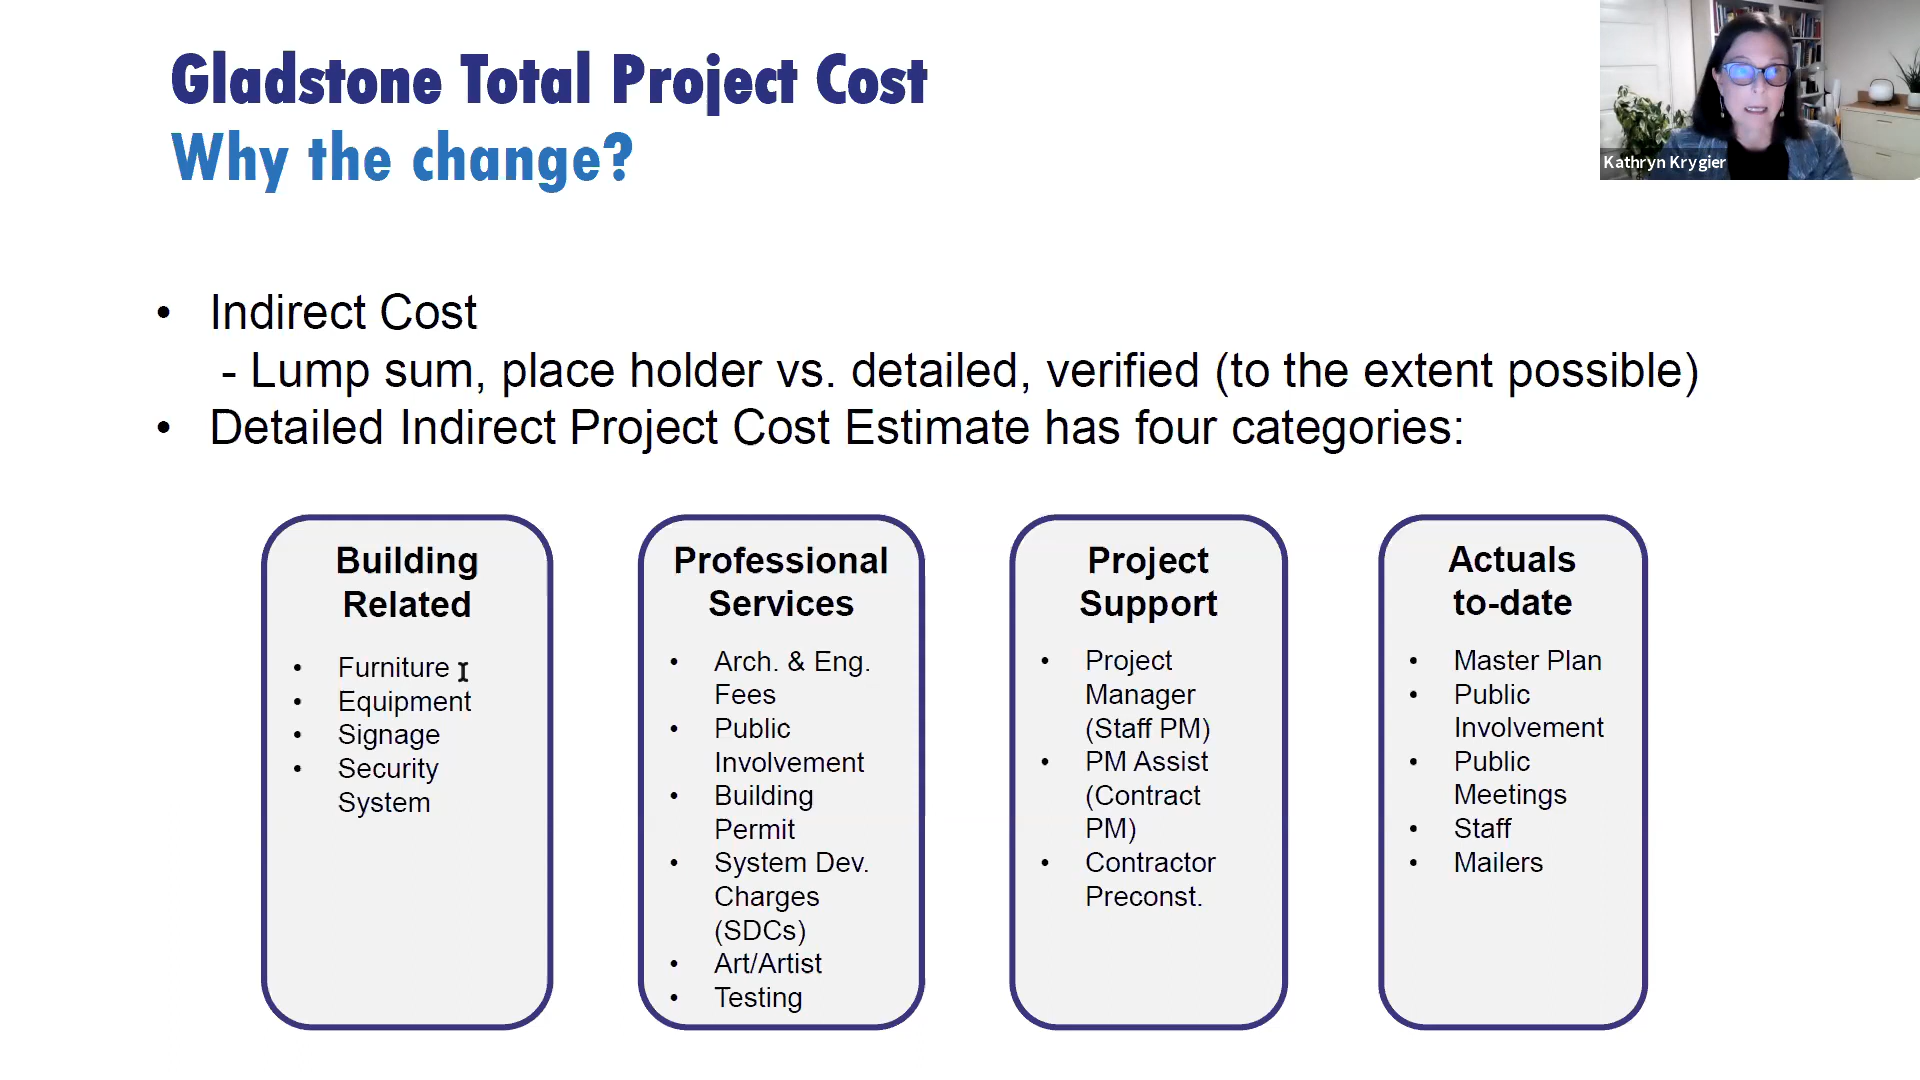 Gladstone Total Project Cost
Why the change?
Kathryn Krygier
• Indirect Cost
- Lump sum, place holder vs. detailed, verified (to the extent possible)
• Detailed Indirect Project Cost Estimate has four categories:
Building
Related
• Furniture
• Equipment
• Signage
• Security
System
Professional
Services
• Arch. & Eng.
Fees
• Public
Involvement
• Building
Permit
• System Dev.
Charges
(SDCs)
• Art/Artist
• Testing
Project
Support
• Project
Manager
(Staff PM)
• PM Assist
(Contract
PM)
• Contractor
Preconst.
Actuals
to-date
• Master Plan
• Public
Involvement
• Public
Meetings
• Staff
• Mailers